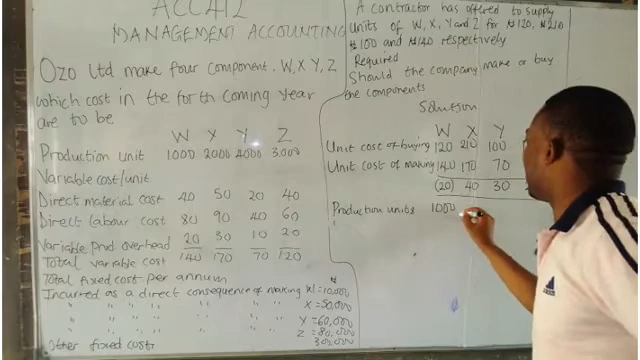 ACC 412
MANAGEMENT ACCOUNTING
Ozo Ltd make four component, W, X Y, Z
which cost in the forth coming year
are to be
W X Y Z
Production unit 1000 2000 4000 3000
Variable cost/unit
Direct material cost 40 50 20 40
Direct labour cost 80 90 40 60
Variable prod overhead 20 30 10 20
Total variable cost 140 170 70 120
Total fixed cost per annum
₦
Incurred as a direct consequence of making W = 10,000
" " " " " X = 50,000
" " " " " Y = 60,000
" " " " " Z = 80,000
Other fixed cost 300000
A contractor has offered to supply
units of W, X, Y and Z for ₦120, ₦210
₦100 and ₦140 respectively
Required
Should the company make or buy
the components
Solution
W X Y
Unit cost of buying 120 210 100
Unit cost of making 140 170 70
(20) 40 30
Production units 1000